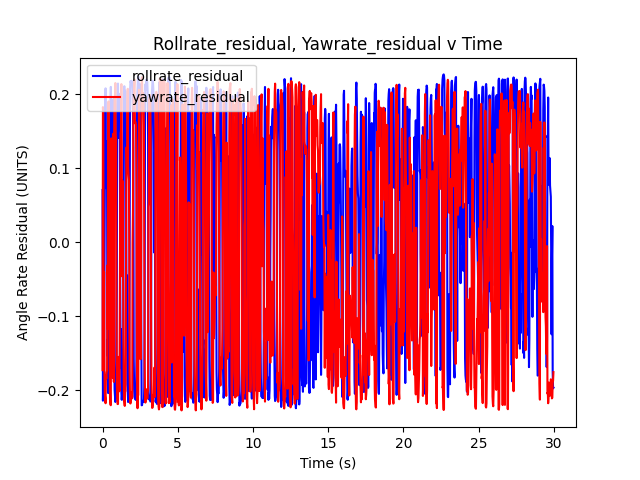 Rollrate_residual, Yawrate_residual v Time
rollrate_residual
yawrate_residual
Angle Rate Residual (UNITS)
0.2
0.1
0.0
−0.1
−0.2
0 5 10 15 20 25 30
Time (s)